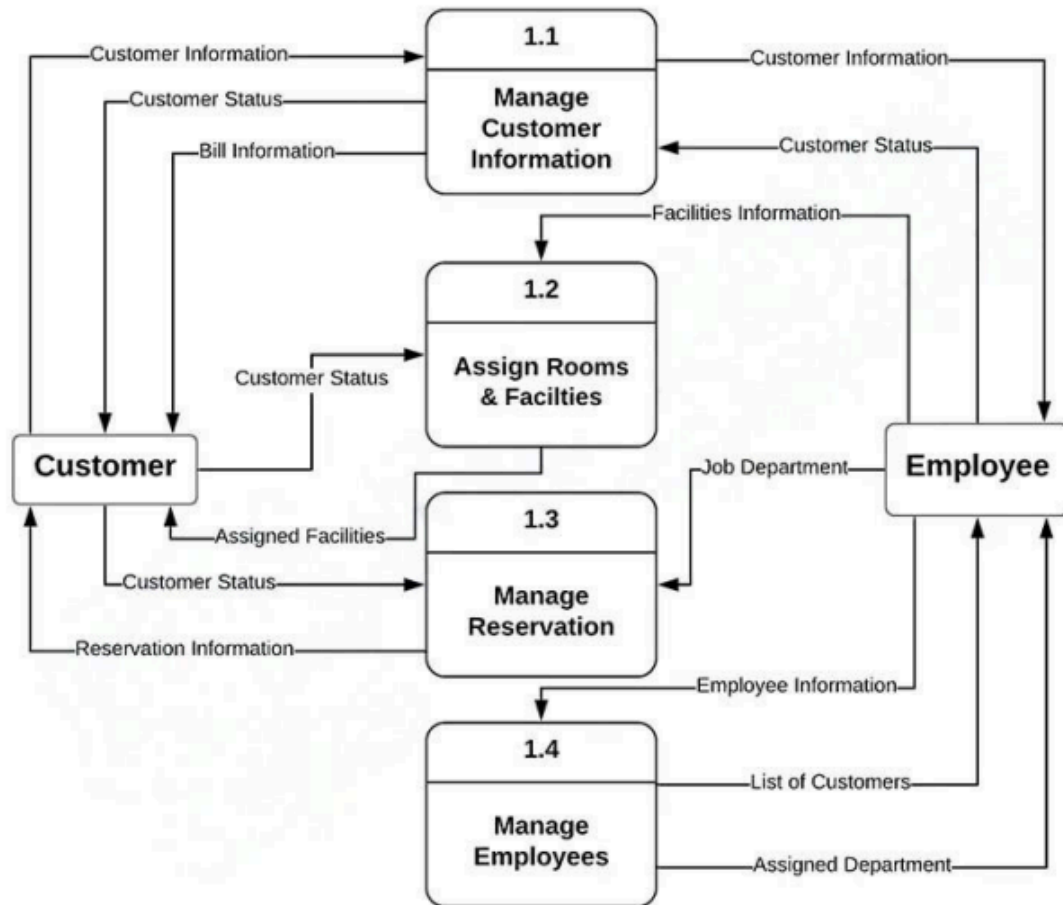 1.1
Customer Information
Customer Information
Manage
Customer Status
Customer
Customer Status
Bill Information
Information
Facilities Information
1.2
Customer Status
Assign Rooms
& Facilties
Customer
Job Department
Employee
Assigned Facilities
1.3
Customer Status
Manage
Reservation
Reservation Information
Employee Information
1.4
List of Customers
Manage
Employees
Assigned Department